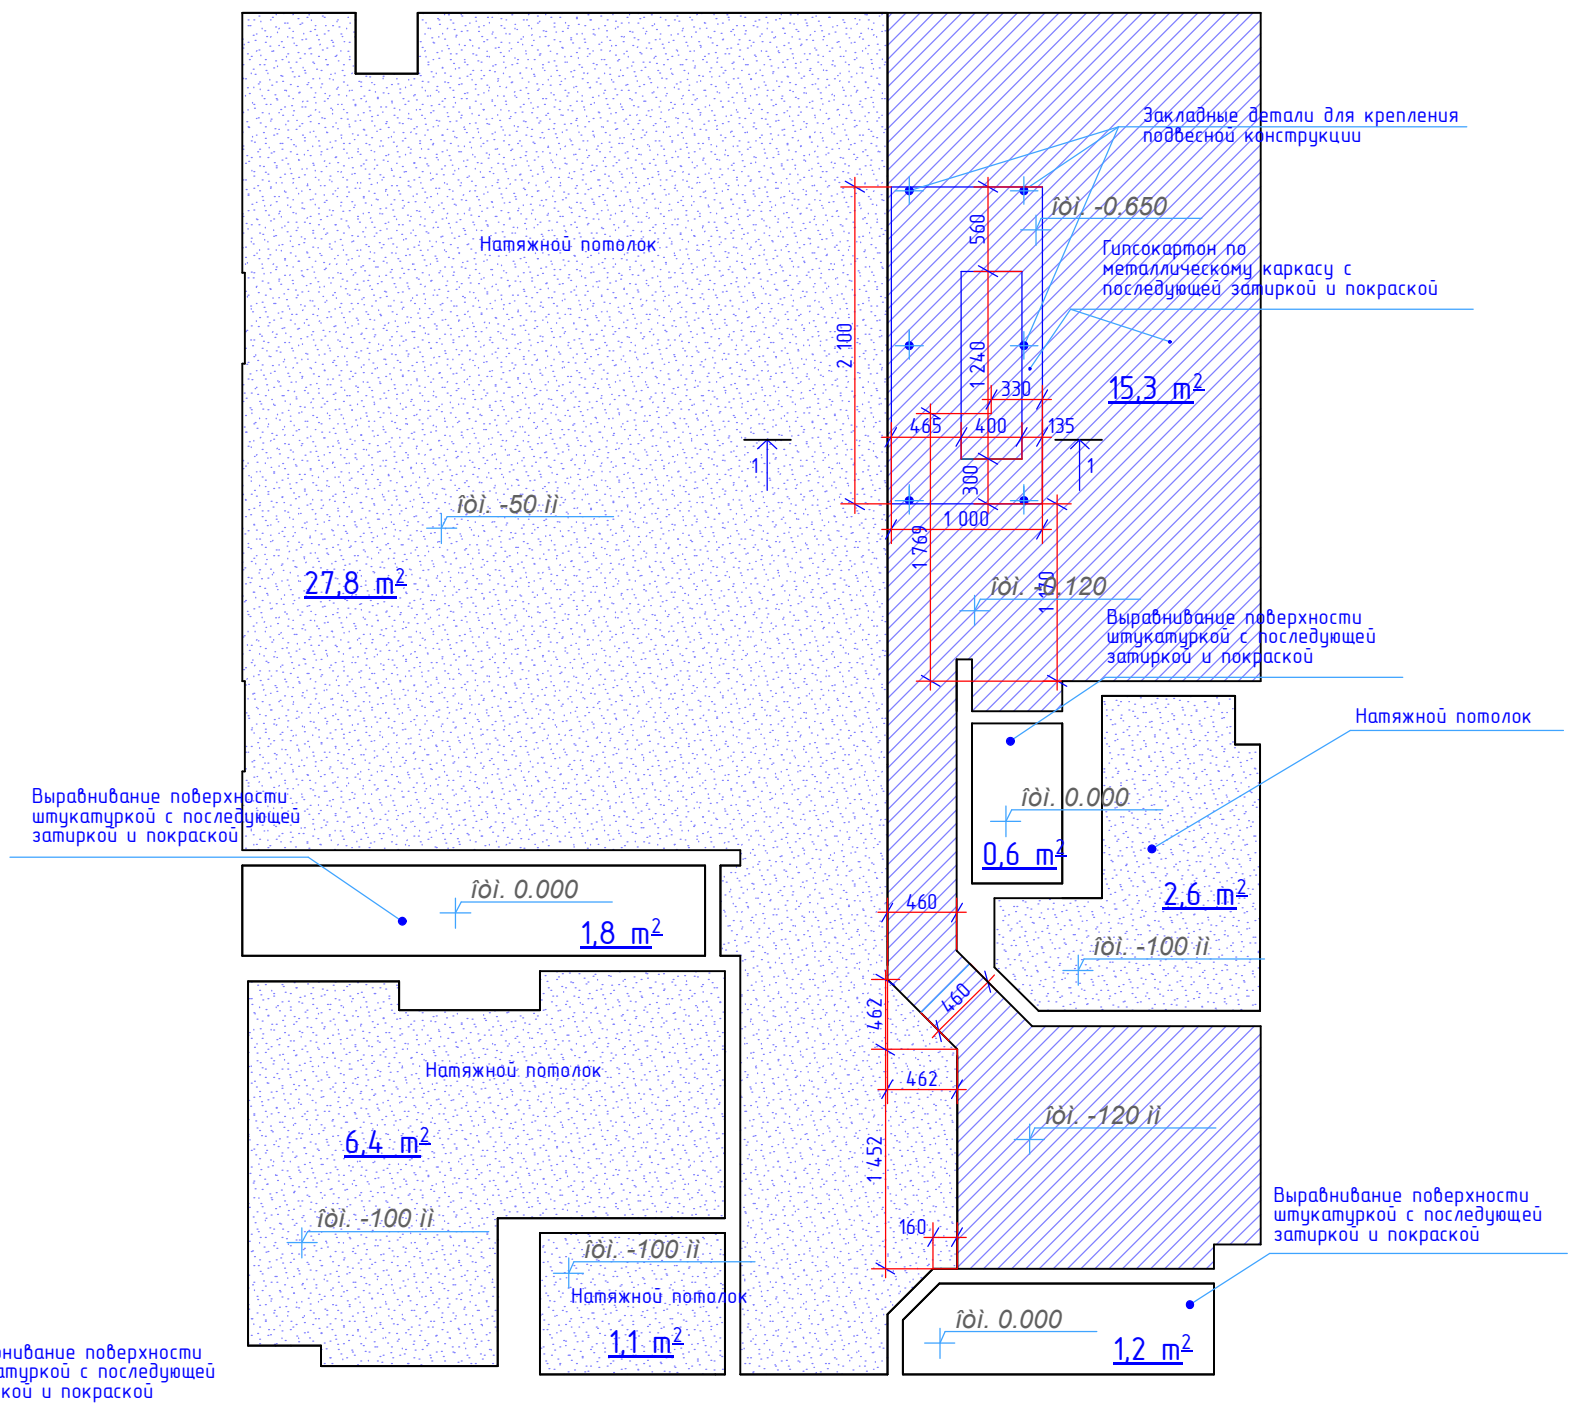 Закладные детали для крепления
подвесной конструкции
îòì. -0.650
560
Натяжной потолок
Гипсокартон по
металлическому каркасу с
последующей затиркой и покраской
2 100
1 240
330
15,3 m²
465
400
135
1
1
300
îòì. -50 ìì
1 000
1 769
27,8 m²
îòì. -0.120
Выравнивание поверхности
штукатуркой с последующей
затиркой и покраской
Натяжной потолок
Выравнивание поверхности
штукатуркой с последующей
затиркой и покраской
îòì. 0.000
0,6 m²
îòì. 0.000
2,6 m²
460
1,8 m²
îòì. -100 ìì
460
462
Натяжной потолок
462
îòì. -120 ìì
6,4 m²
1 452
îòì. -100 ìì
160
Выравнивание поверхности
штукатуркой с последующей
затиркой и покраской
îòì. -100 ìì
Натяжной потолок
îòì. 0.000
1,1 m²
1,2 m²
нивание поверхности
атуркой с последующей
кой и покраской